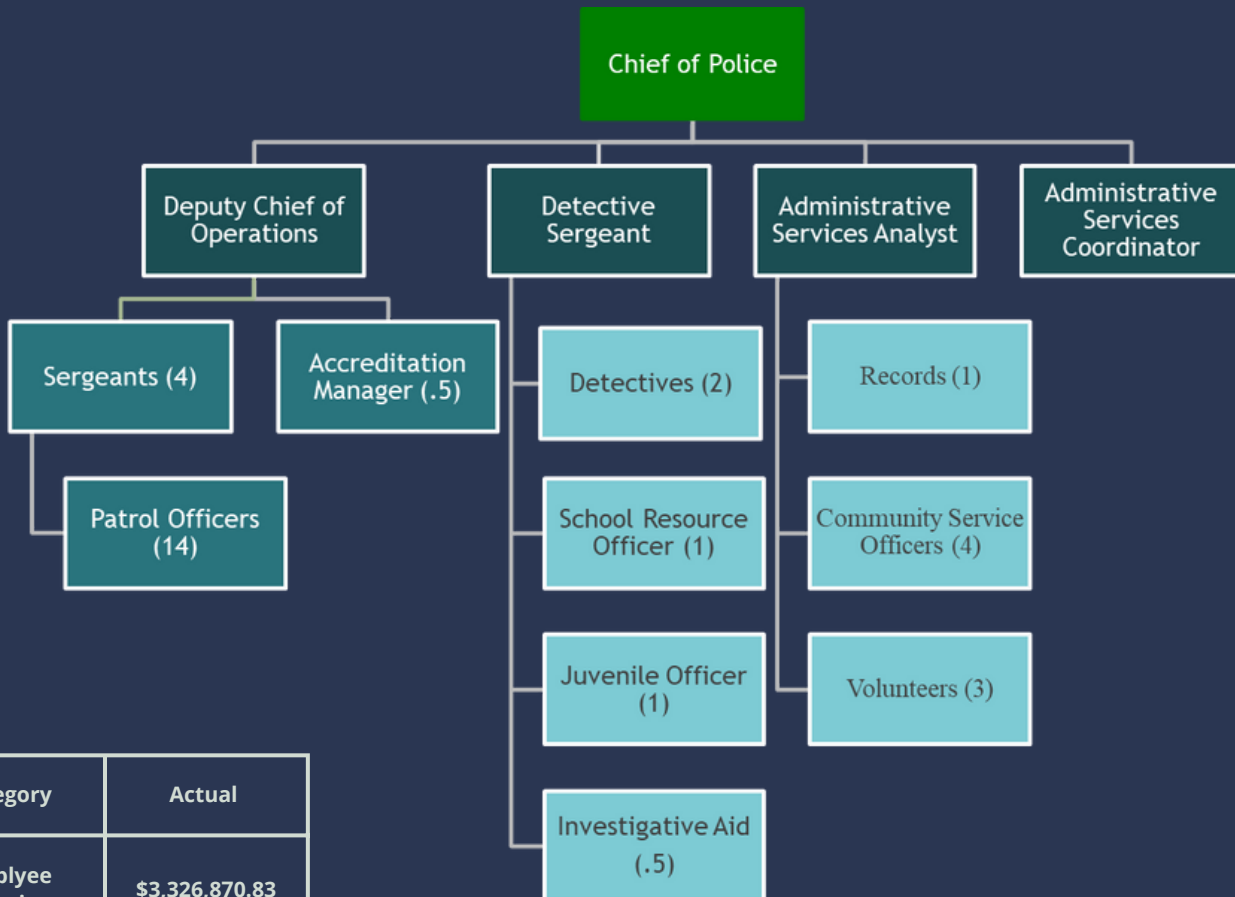 Chief of Police
Deputy Chief of
Operations
Detective
Sergeant
Administrative
Services Analyst
Administrative
Services
Coordinator
Sergeants (4)
Accreditation
Manager (.5)
Patrol Officers
(14)
Detectives (2)
School Resource
Officer (1)
Juvenile Officer
(1)
Investigative Aid
(.5)
Records (1)
Community Service
Officers (4)
Volunteers (3)
Actual
$3,326,870.83